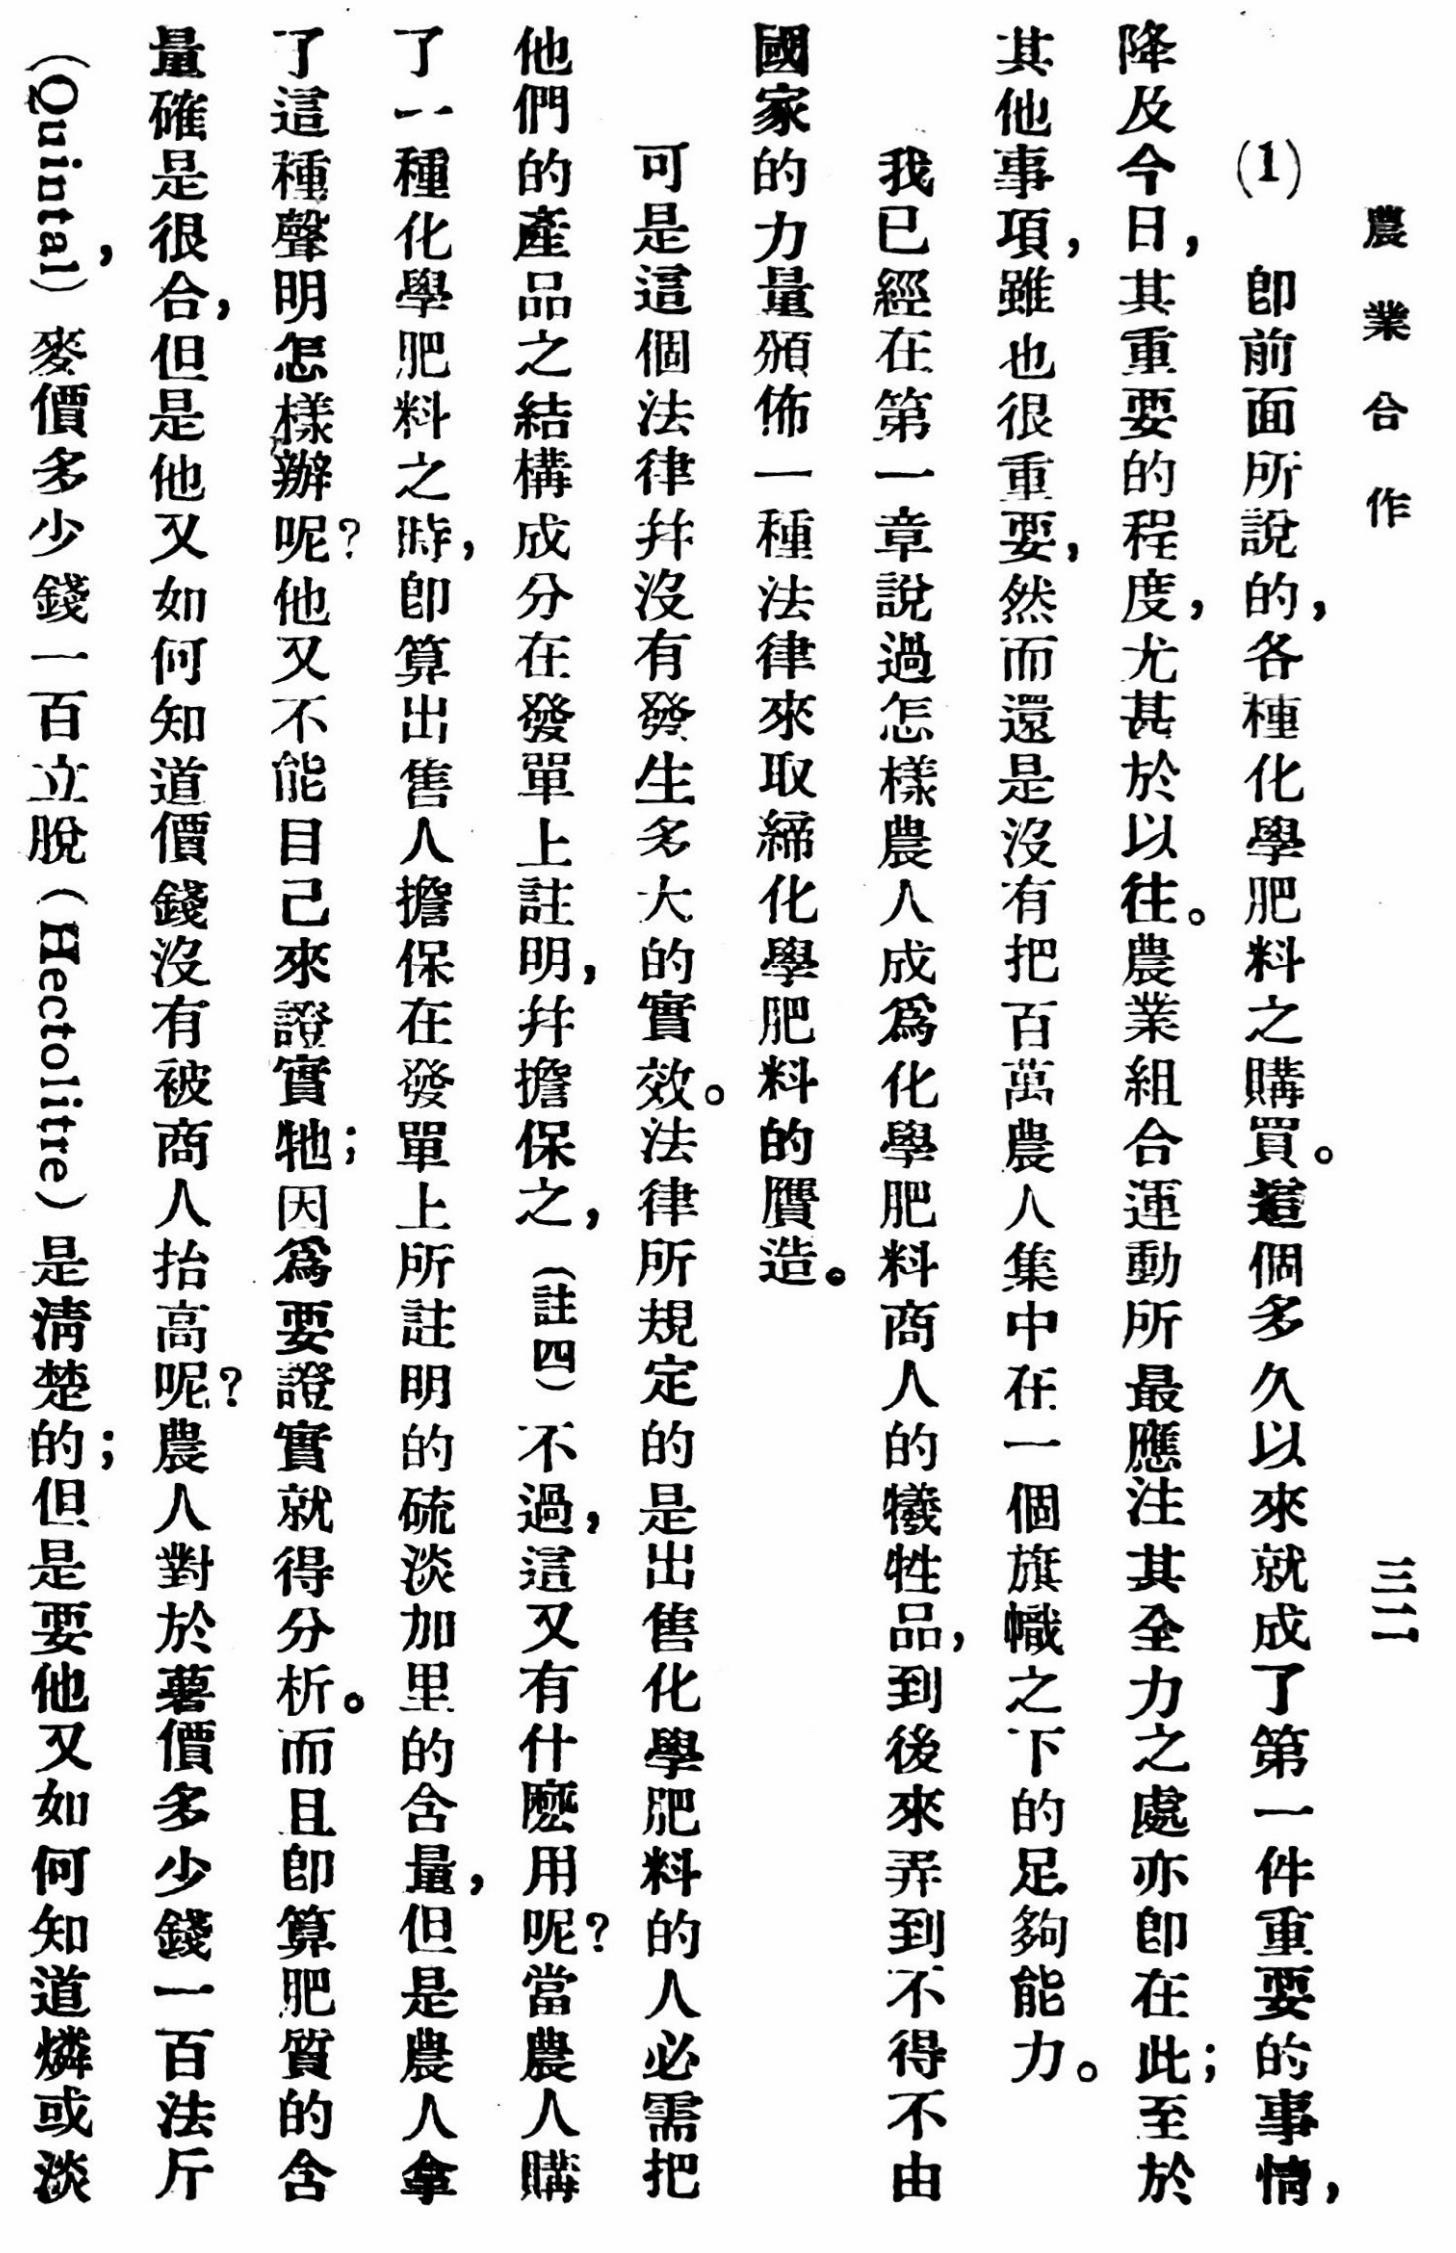 農業合作
三二
(1) 卽前面所說的，各種化學肥料之購買。這個多久以來就成了第一件重要的事情，
降及今日，其重要的程度，尤甚於以往。農業組合運動所最應注其全力之處亦卽在此；至於
其他事項，雖也很重要，然而還是沒有把百萬農人集中在一個旗幟之下的足夠能力。
我已經在第一章說過怎樣農人成爲化學肥料商人的犧牲品，到後來弄到不得不由
國家的力量頒佈一種法律來取締化學肥料的贋造。
可是這個法律幷沒有發生多大的實效。法律所規定的是出售化學肥料的人必需把
他們的產品之結構成分在發單上註明，幷擔保之，（註四）不過，這又有什麽用呢？當農人購
了一種化學肥料之時，卽算出售人擔保在發單上所註明的硫淡加里的含量，但是農人拿
了這種聲明怎樣辦呢？他又不能自己來證實牠；因爲要證實就得分析。而且卽算肥質的含
量確是很合，但是他又如何知道價錢沒有被商人抬高呢？農人對於薯價多少錢一百法斤
(Quintal)，麥價多少錢一百立脫(Hectolitre)是清楚的；但是要他又如何知道燐或淡